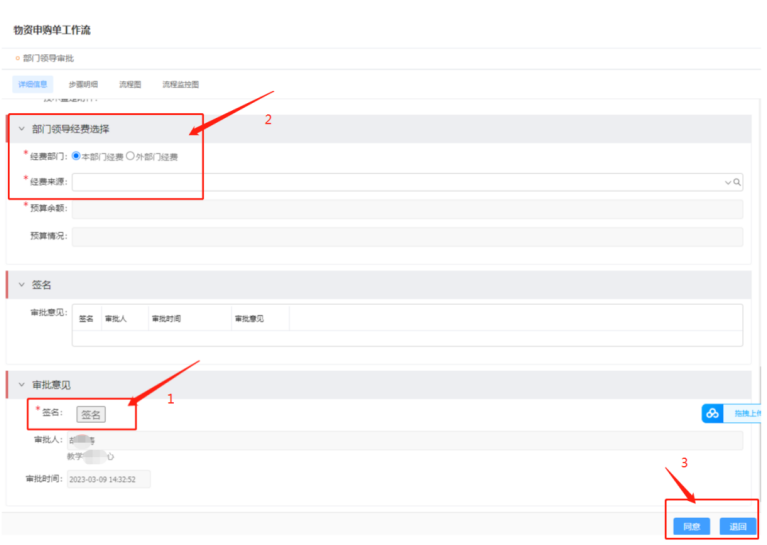 物资申购单工作流
部门领导审批
详细信息 步骤明细 流程图 流程监控图
2
部门领导经费选择
* 经费部门: 本部门经费 外部门经费
* 经费来源:
* 预算余额:
预算情况:
签名
审批意见: 签名 审批人 审批时间 审批意见
审批意见
1
* 签名: 签名
拖拽上传
审批人:
教学 心
审批时间: 2023-03-09 14:32:52
3
同意 退回